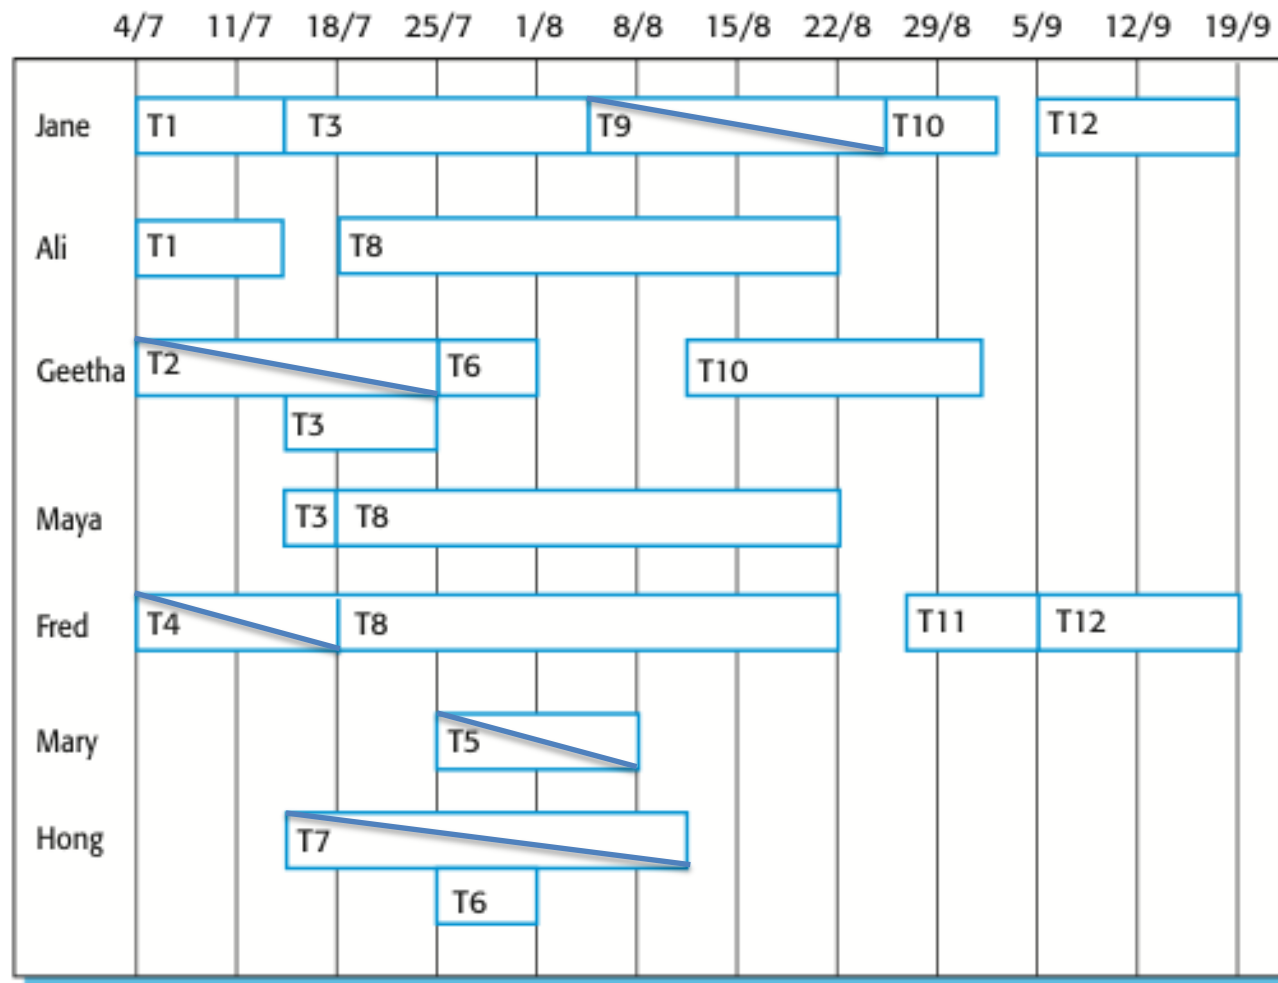 4/7 11/7 18/7 25/7 1/8 8/8 15/8 22/8 29/8 5/9 12/9 19/9
Jane T1 T3 T9 T10 T12
Ali T1 T8
Geetha T2 T6 T10
T3
Maya T3 T8
Fred T4 T8 T11 T12
Mary T5
Hong T7
T6